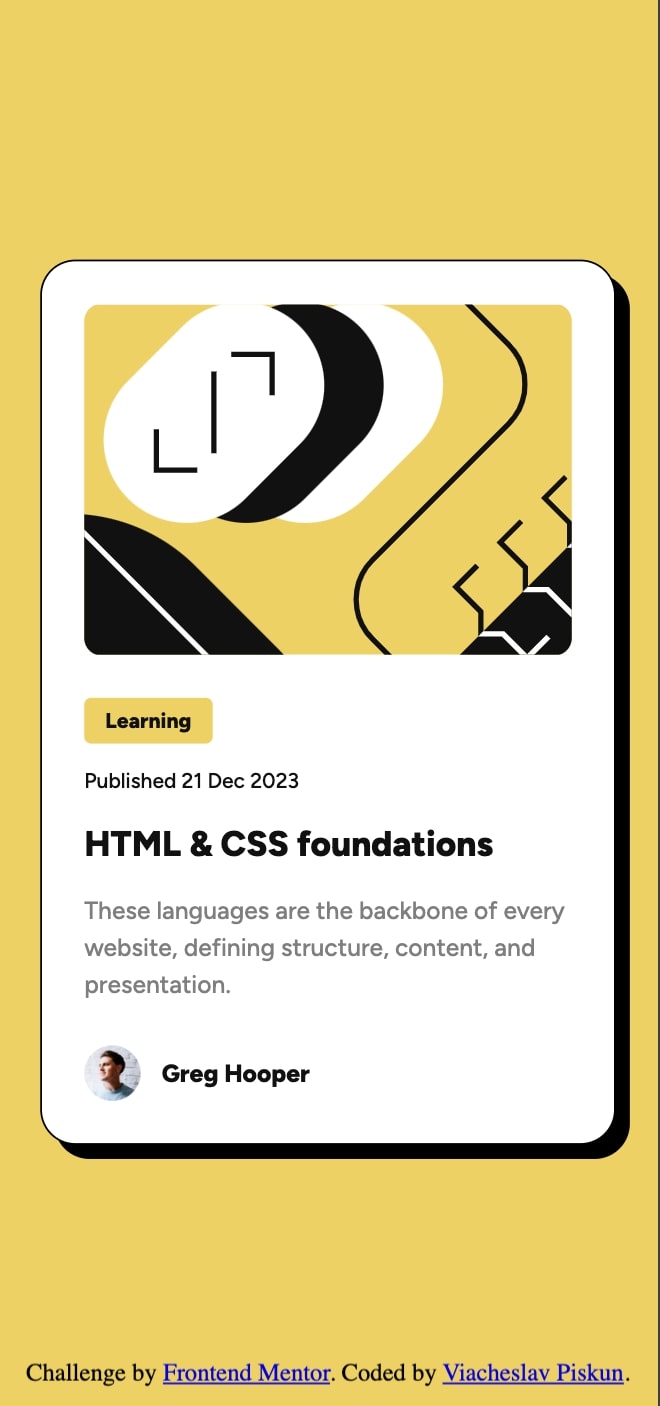 Learning
Published 21 Dec 2023
HTML & CSS foundations
These languages are the backbone of every
website, defining structure, content, and
presentation.
Greg Hooper
Challenge by Frontend Mentor. Coded by Viacheslav Piskun.